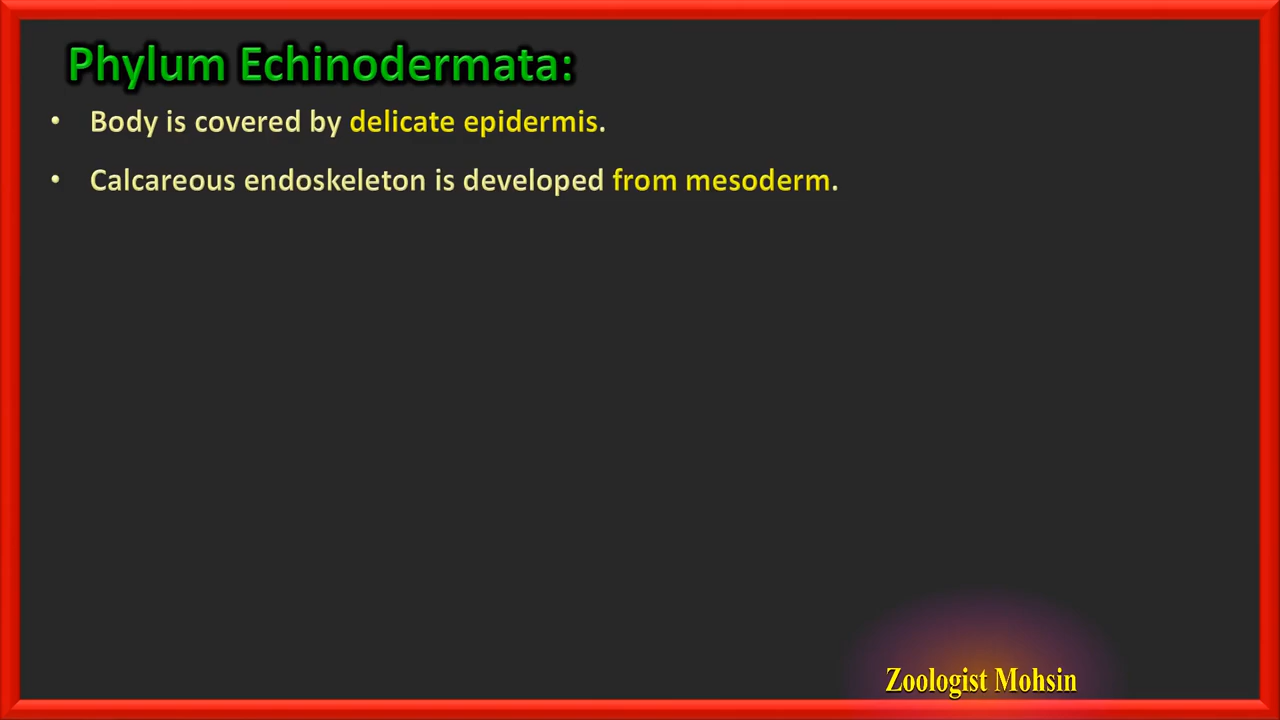 Phylum Echinodermata:
• Body is covered by delicate epidermis.
• Calcareous endoskeleton is developed from mesoderm.
Zoologist Mohsin